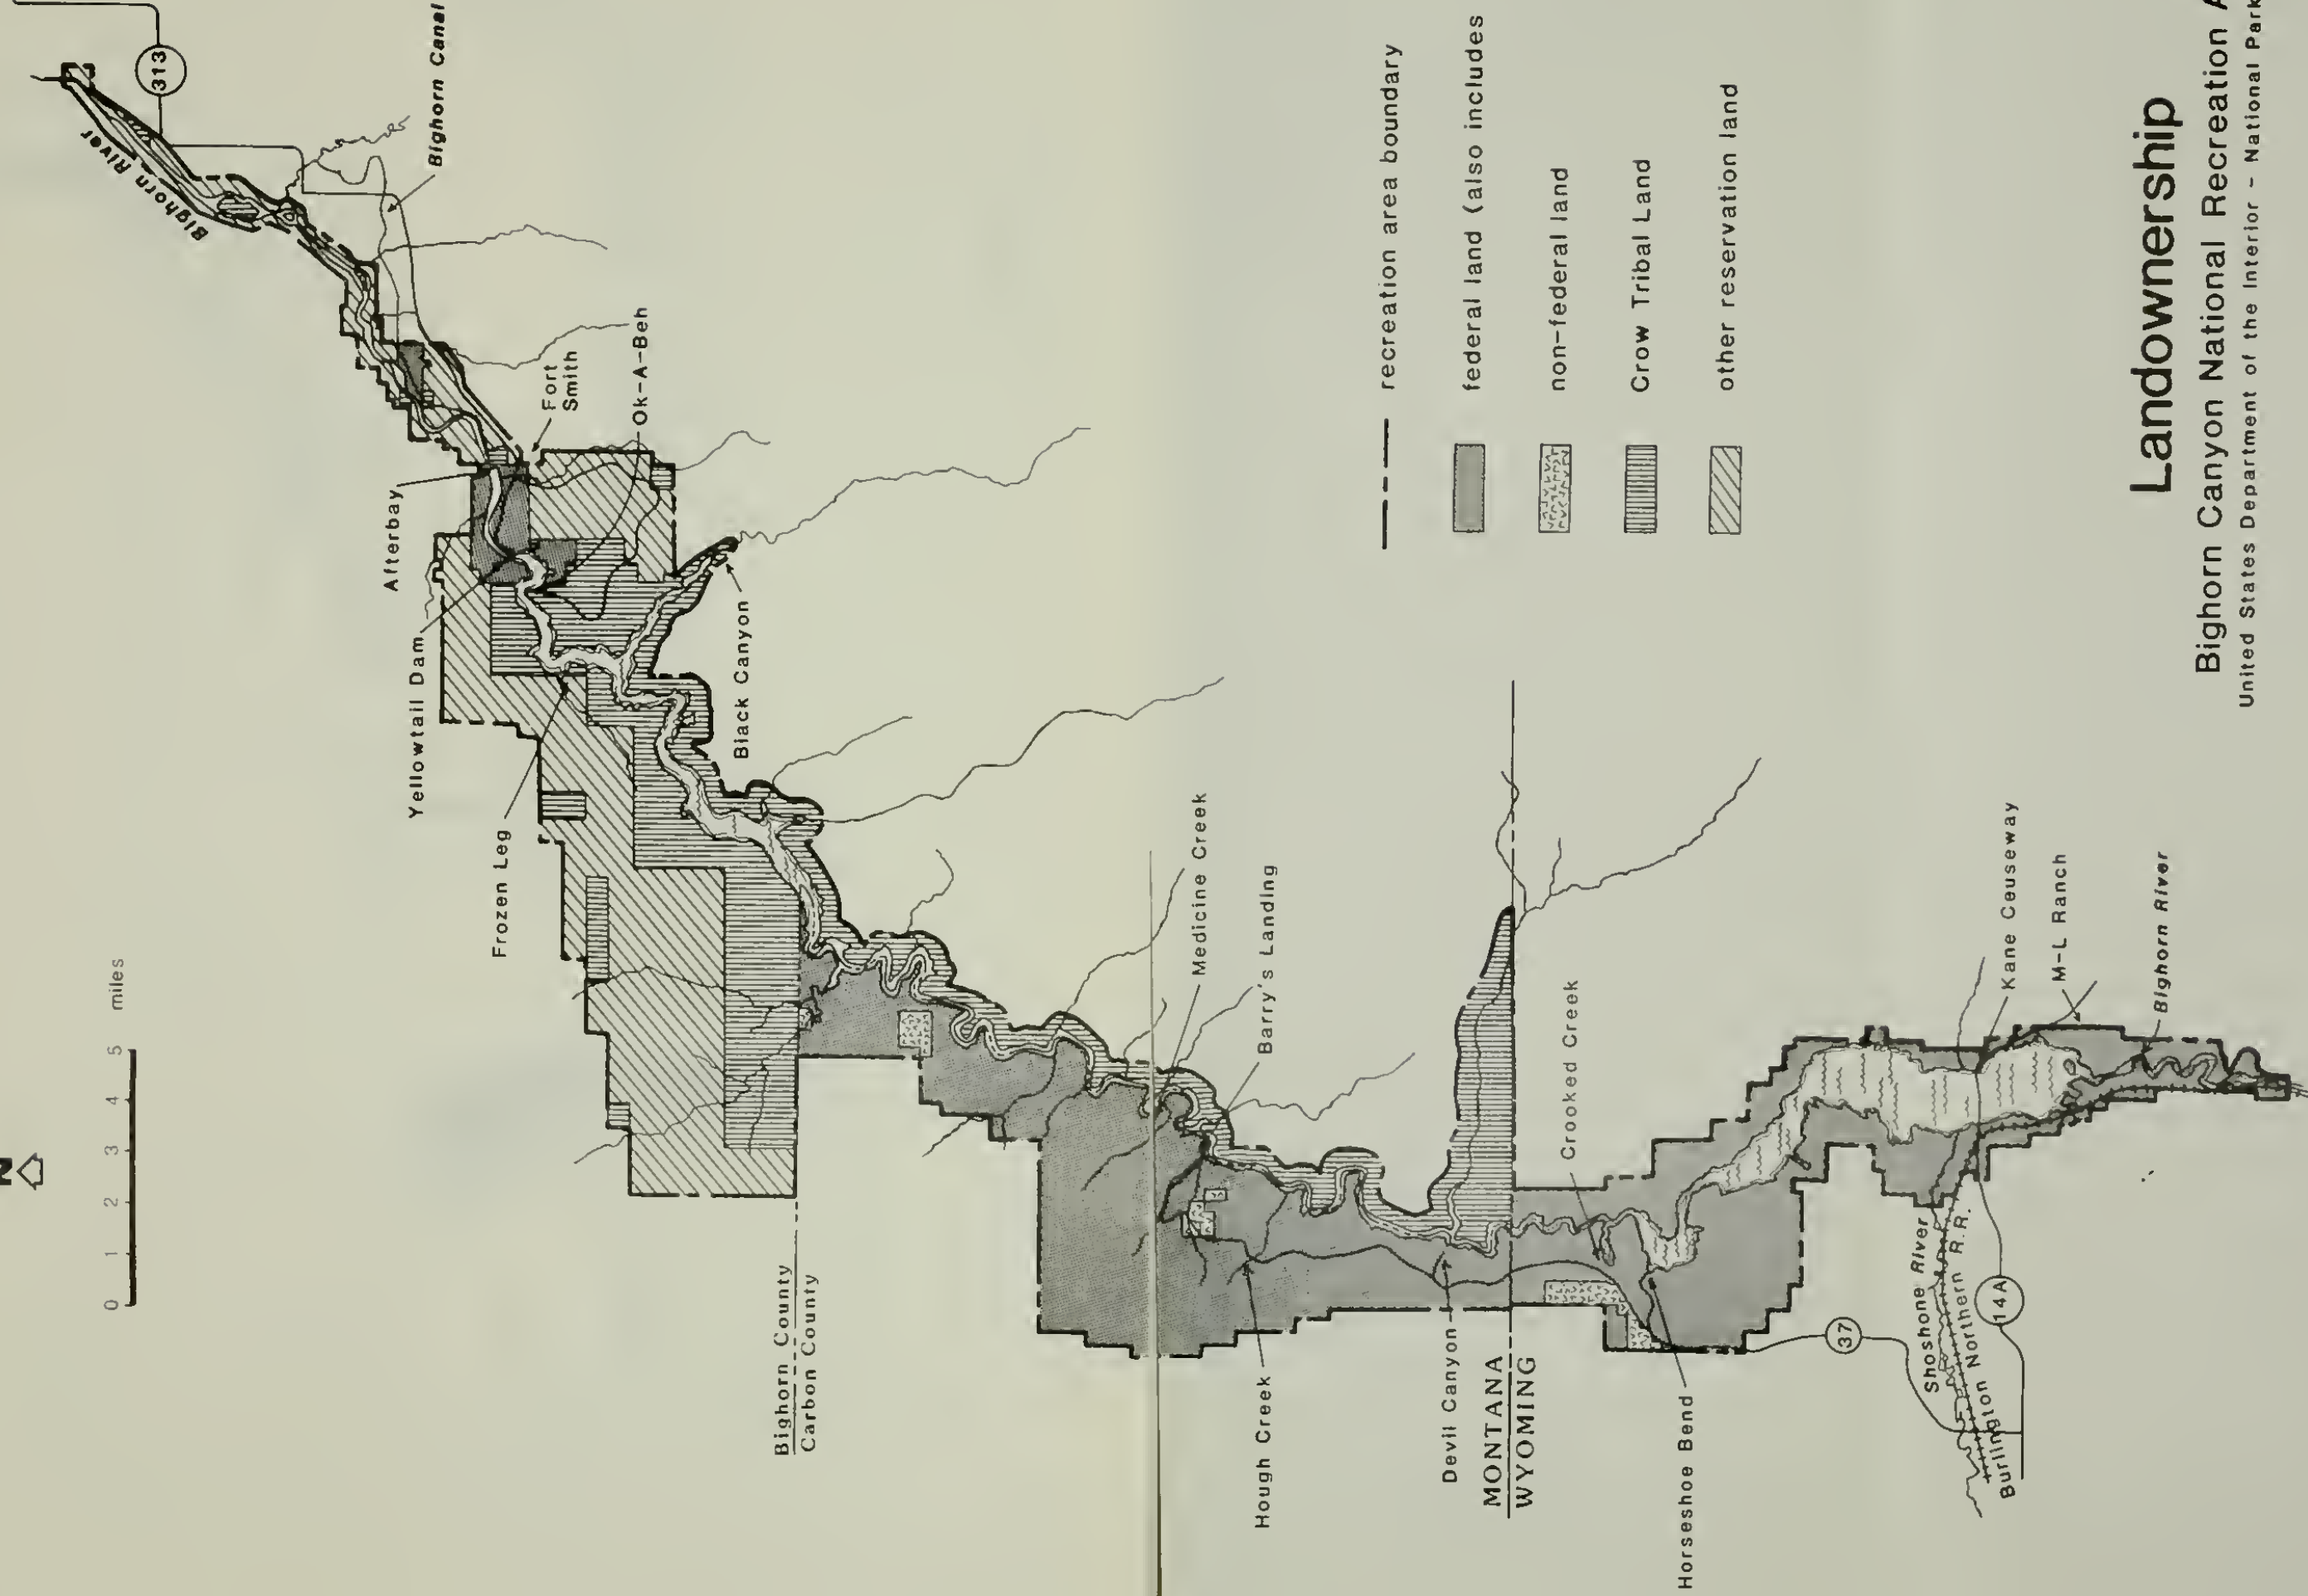 N
0 1 2 3 4 5 miles
313
Bighorn River
Bighorn Canal
Afterbay
Fort
Smith
Ok-A-Beh
Yellowtail Dam
Frozen Leg
Black Canyon
Bighorn County
Carbon County
Medicine Creek
Barry's Landing
Hough Creek
Devil Canyon
MONTANA
WYOMING
Crooked Creek
Horseshoe Bend
Kane Ceuseway
M-L Ranch
Bighorn River
Shoshone River
Burlington Northern R.R.
37
14A
recreation area boundary
federal land (also includes
non-federal land
Crow Tribal Land
other reservation land
Landownership
Bighorn Canyon National Recreation A
United States Department of the Interior - National Park